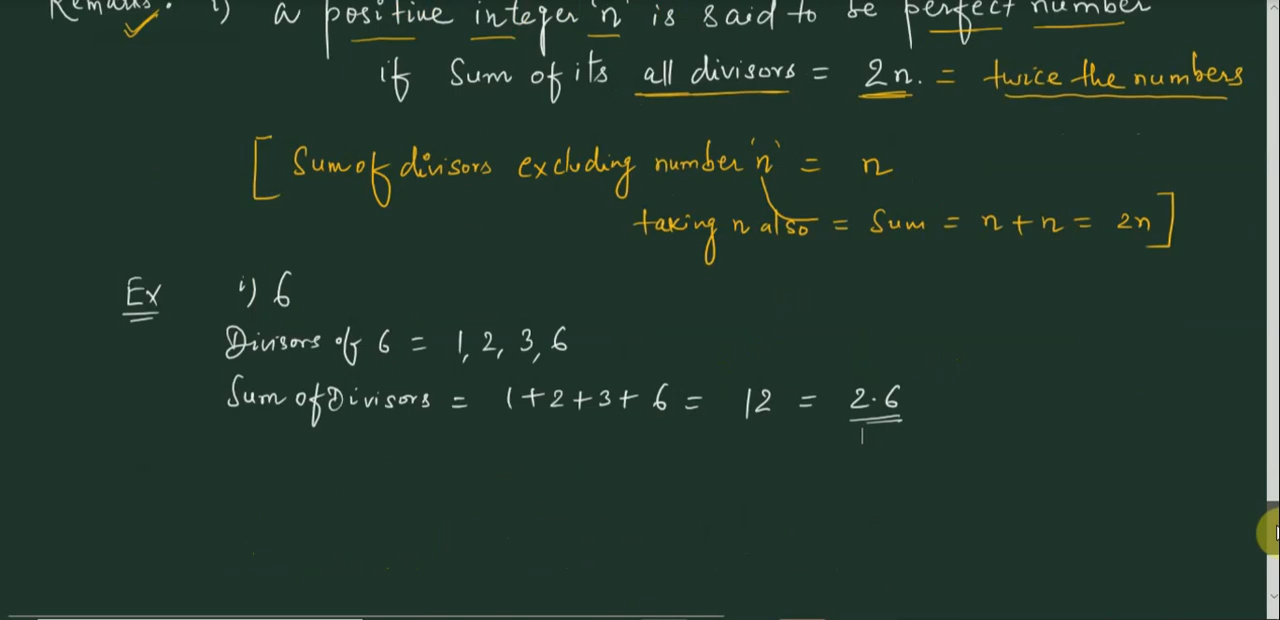 Remarks: i) a positive integer 'n' is said to be perfect number
if Sum of its all divisors = 2n. = twice the numbers
[ Sum of divisors excluding number 'n' = n
taking n also = Sum = n + n = 2n ]
Ex i) 6
Divisors of 6 = 1, 2, 3, 6
Sum of Divisors = 1 + 2 + 3 + 6 = 12 = 2.6